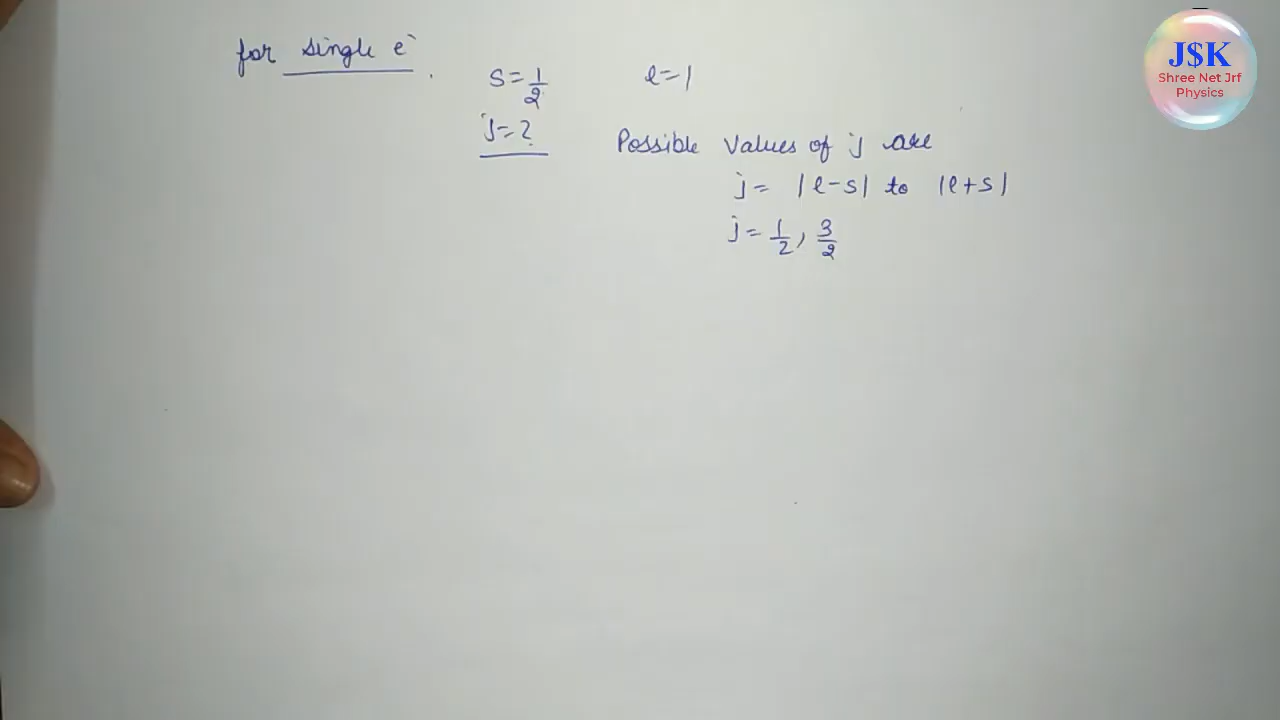 for single e⁻
s = 1/2    l = 1
j = ?    Possible values of j are
j = |l - s| to |l + s|
j = 1/2, 3/2
JSK
Shree Net Jrf
Physics